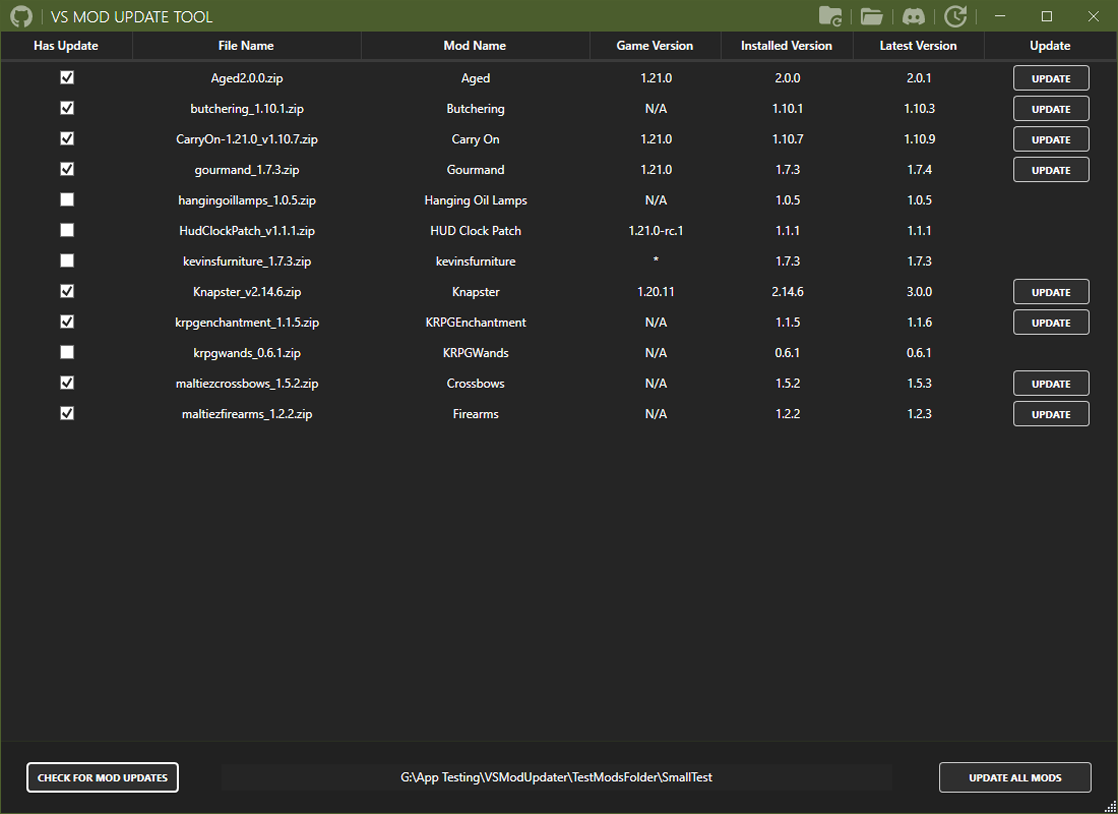 VS MOD UPDATE TOOL
Has Update File Name Mod Name Game Version Installed Version Latest Version Update
Aged2.0.0.zip Aged 1.21.0 2.0.0 2.0.1 UPDATE
butchering_1.10.1.zip Butchering N/A 1.10.1 1.10.3 UPDATE
CarryOn-1.21.0_v1.10.7.zip Carry On 1.21.0 1.10.7 1.10.9 UPDATE
gourmand_1.7.3.zip Gourmand 1.21.0 1.7.3 1.7.4 UPDATE
hangingoillamps_1.0.5.zip Hanging Oil Lamps N/A 1.0.5 1.0.5
HudClockPatch_v1.1.1.zip HUD Clock Patch 1.21.0-rc.1 1.1.1 1.1.1
kevinsfurniture_1.7.3.zip kevinsfurniture * 1.7.3 1.7.3
Knapster_v2.14.6.zip Knapster 1.20.11 2.14.6 3.0.0 UPDATE
krpgenchantment_1.1.5.zip KRPGEnchantment N/A 1.1.5 1.1.6 UPDATE
krpgwands_0.6.1.zip KRPGWands N/A 0.6.1 0.6.1
maltiezcrossbows_1.5.2.zip Crossbows N/A 1.5.2 1.5.3 UPDATE
maltiezfirearms_1.2.2.zip Firearms N/A 1.2.2 1.2.3 UPDATE
CHECK FOR MOD UPDATES G:\App Testing\VSModUpdater\TestModsFolder\SmallTest UPDATE ALL MODS